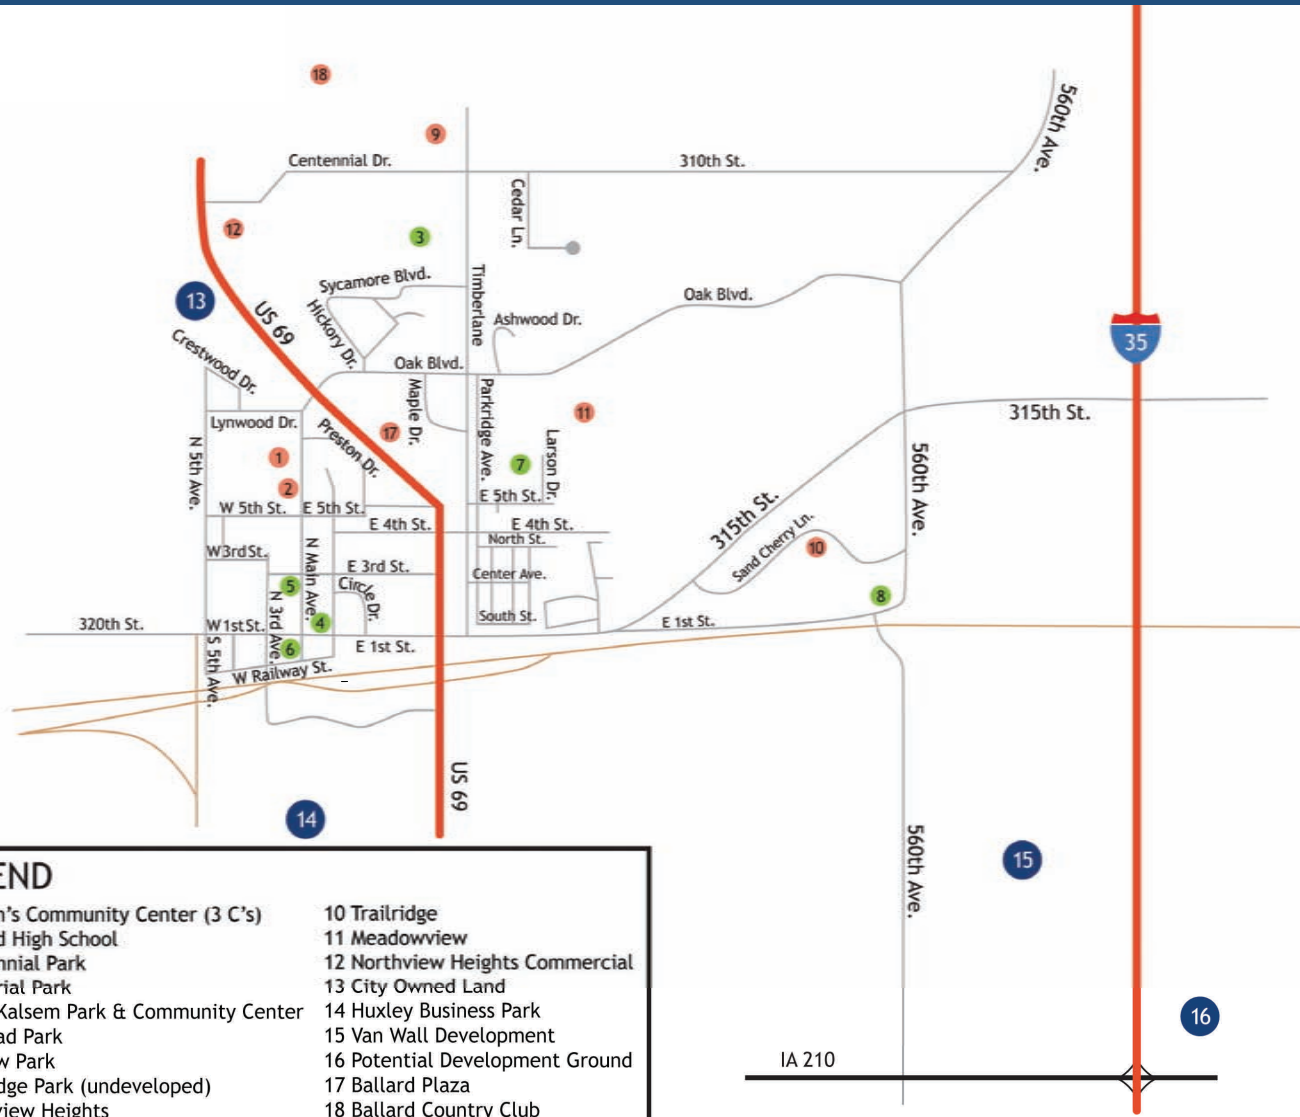 18
9
Centennial Dr.
310th St.
560th Ave.
Cedar Ln.
12
3
Sycamore Blvd.
Timberlane
13
US 69
Hickory Dr.
Ashwood Dr.
Oak Blvd.
35
Crestwood Dr.
Oak Blvd.
Maple Dr.
Parkridge Ave.
11
315th St.
Lynwood Dr.
Preston Dr.
17
N 5th Ave.
1
7
Larson Dr.
560th Ave.
2
E 5th St.
W 5th St.
E 5th St.
315th St.
E 4th St.
E 4th St.
North St.
Sand Cherry Ln.
10
W3rdSt.
N Main Ave.
E 3rd St.
Center Ave.
5
Circle Dr.
8
N 3rd Ave.
4
South St.
320th St.
W1stSt.
E 1st St.
S 5th Ave.
6
E 1st St.
W Railway St.
US 69
14
560th Ave.
15
END
n's Community Center (3 C's)
d High School
nnial Park
rial Park
Kalsem Park & Community Center
ad Park
w Park
dge Park (undeveloped)
view Heights
10 Trailridge
11 Meadowview
12 Northview Heights Commercial
13 City Owned Land
14 Huxley Business Park
15 Van Wall Development
16 Potential Development Ground
17 Ballard Plaza
18 Ballard Country Club
16
IA 210